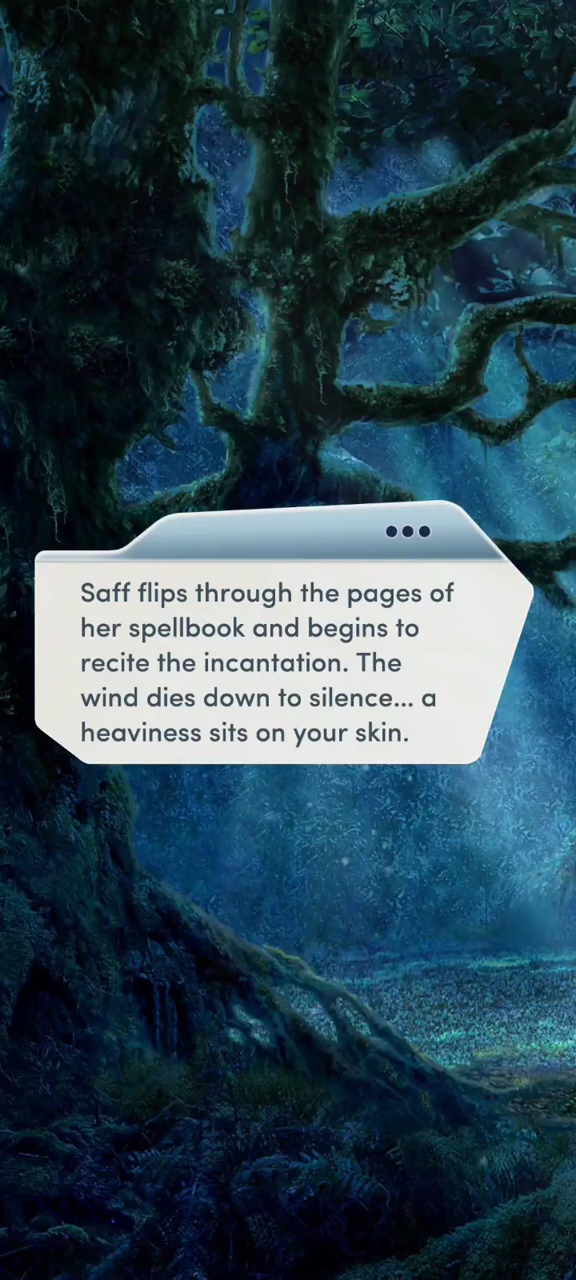 Saff flips through the pages of
her spellbook and begins to
recite the incantation. The
wind dies down to silence... a
heaviness sits on your skin.